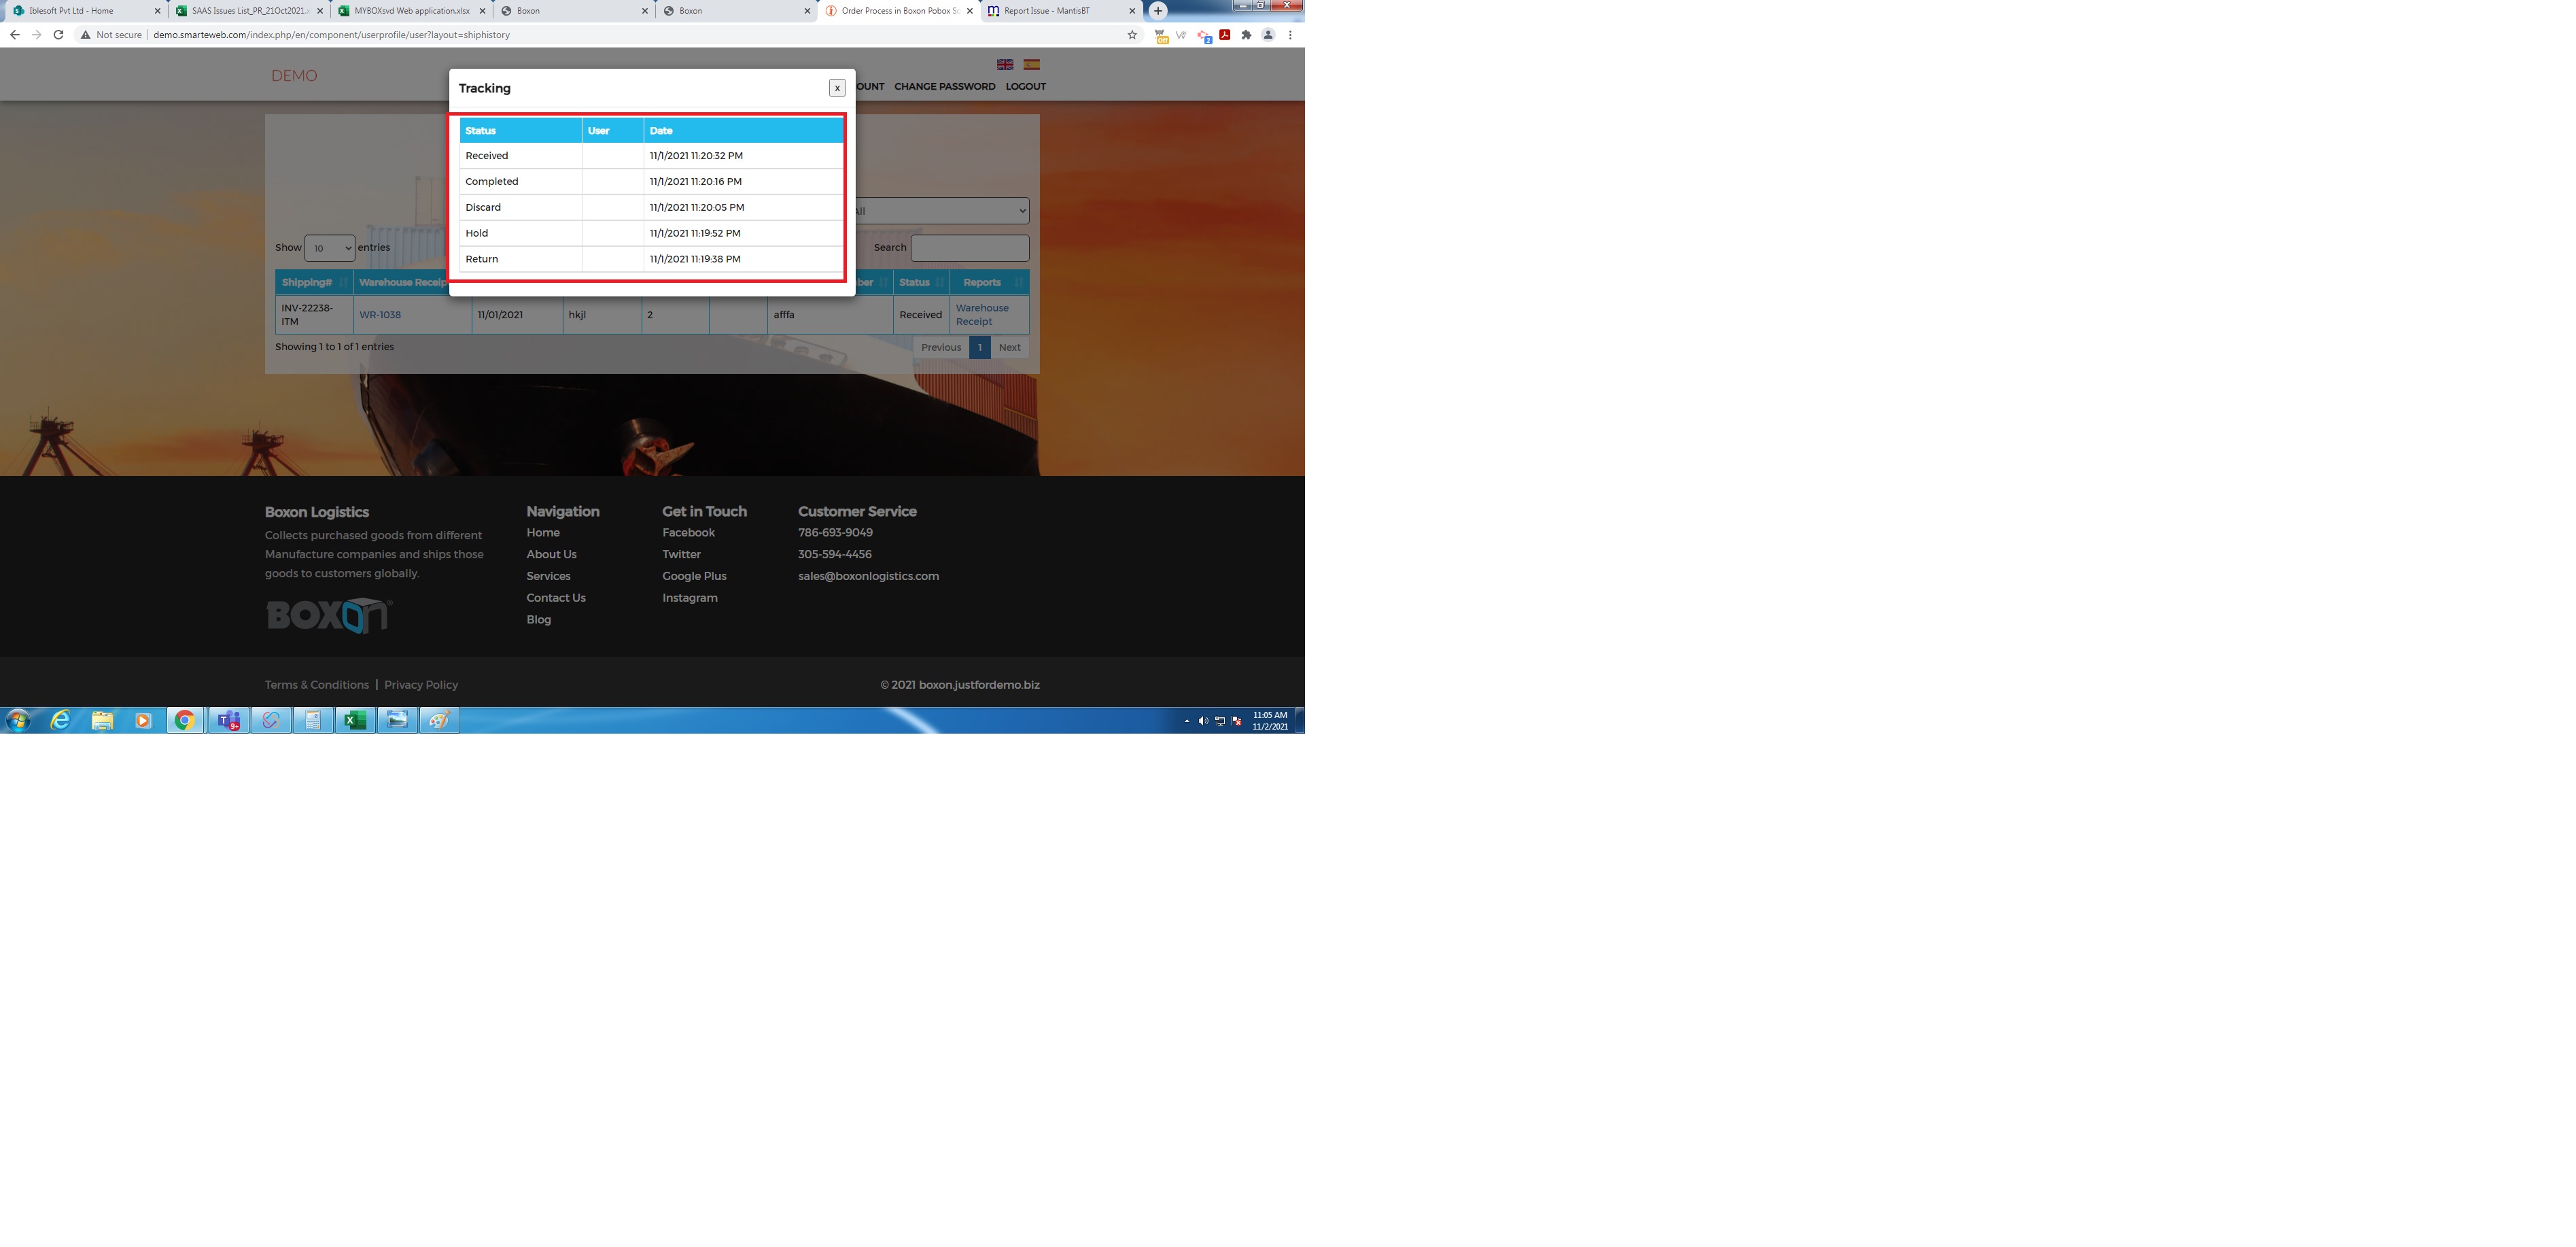 Iblesoft Pvt Ltd - Home
SAAS Issues List_PR_21Oct2021
MYBOXsvd Web application.xlsx
Boxon
Boxon
Order Process in Boxon Pobox
Report Issue - MantisBT
Not secure
demo.smarteweb.com/index.php/en/component/userprofile/user?layout=shiphistory
DEMO
OUNT CHANGE PASSWORD LOGOUT
Tracking
x
Status User Date
Received 11/1/2021 11:20:32 PM
Completed 11/1/2021 11:20:16 PM
Discard 11/1/2021 11:20:05 PM
Hold 11/1/2021 11:19:52 PM
Return 11/1/2021 11:19:38 PM
Show 10 entries
Search
Shipping# Warehouse Receip ber Status Reports
INV-22238-
ITM
WR-1038 11/01/2021 hkjl 2 afffa Received
Warehouse
Receipt
Showing 1 to 1 of 1 entries
Previous 1 Next
Boxon Logistics
Collects purchased goods from different
Manufacture companies and ships those
goods to customers globally.
BOXon
Navigation
Home
About Us
Services
Contact Us
Blog
Get in Touch
Facebook
Twitter
Google Plus
Instagram
Customer Service
786-693-9049
305-594-4456
sales@boxonlogistics.com
Terms & Conditions | Privacy Policy
© 2021 boxon.justfordemo.biz
11:05 AM
11/2/2021